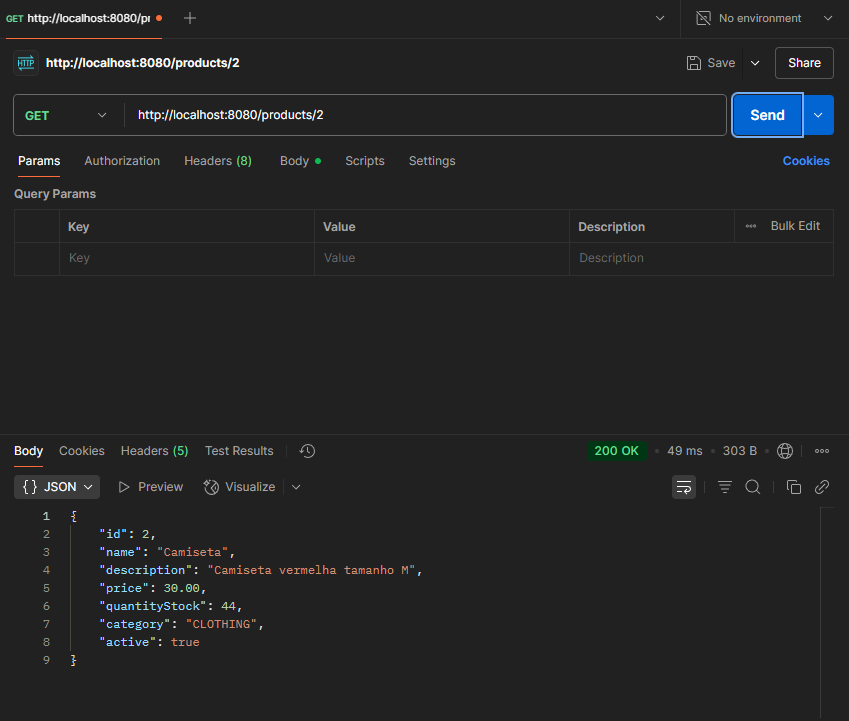 GET http://localhost:8080/pr
No environment
HTTP http://localhost:8080/products/2
Save
Share
GET http://localhost:8080/products/2
Send
Params Authorization Headers (8) Body Scripts Settings Cookies
Query Params
Key Value Description Bulk Edit
Key Value Description
Body Cookies Headers (5) Test Results 200 OK 49 ms 303 B
{} JSON Preview Visualize
1 {
2 "id": 2,
3 "name": "Camiseta",
4 "description": "Camiseta vermelha tamanho M",
5 "price": 30.00,
6 "quantityStock": 44,
7 "category": "CLOTHING",
8 "active": true
9 }